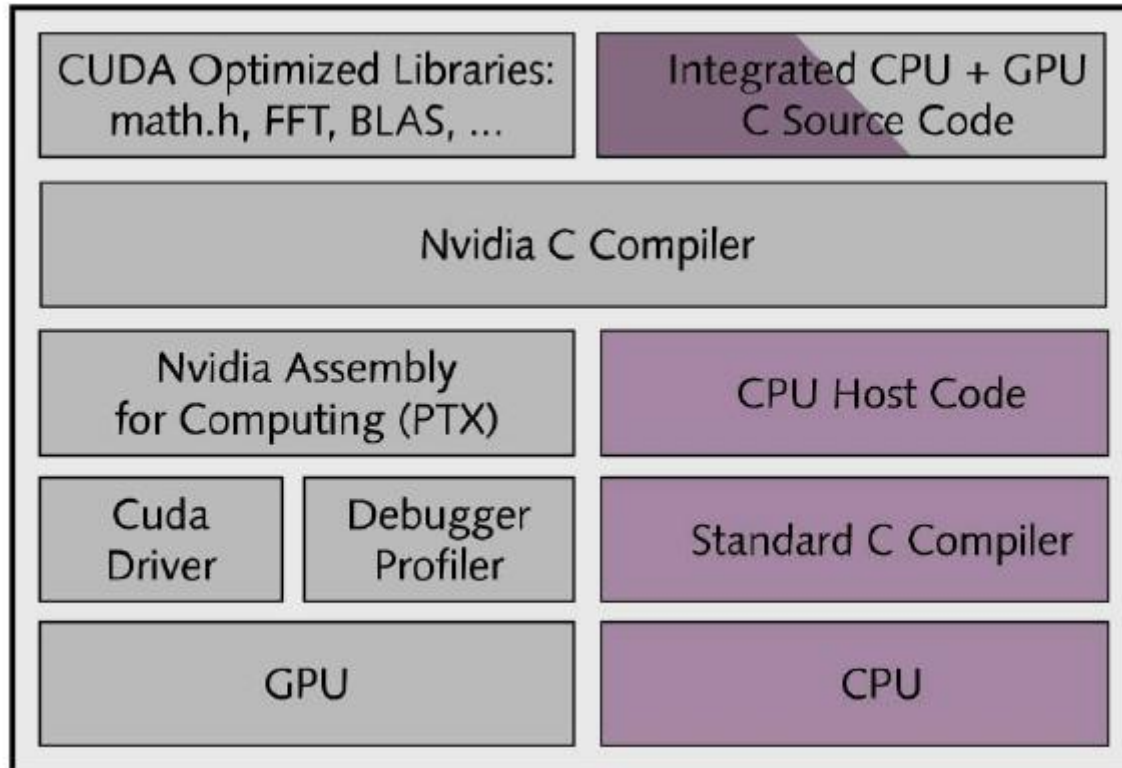 CUDA Optimized Libraries:
math.h, FFT, BLAS, ...
Integrated CPU + GPU
C Source Code
Nvidia C Compiler
Nvidia Assembly
for Computing (PTX)
CPU Host Code
Cuda
Driver
Debugger
Profiler
Standard C Compiler
GPU
CPU